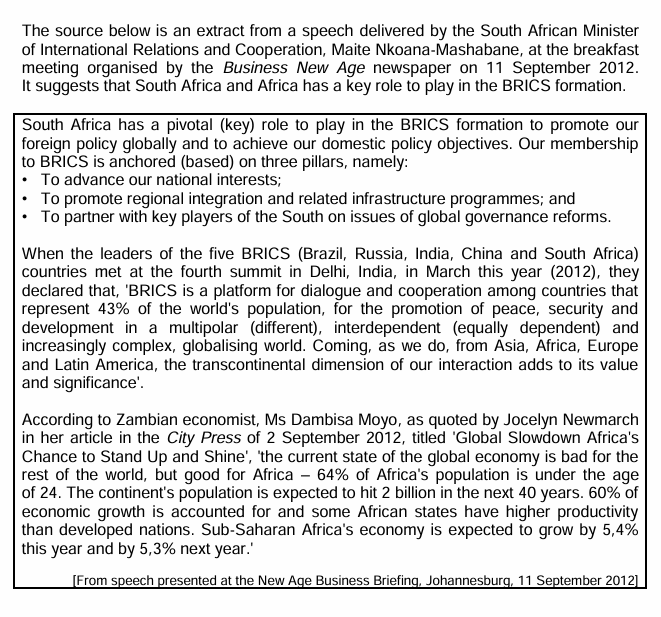 The source below is an extract from a speech delivered by the South African Minister
of International Relations and Cooperation, Maite Nkoana-Mashabane, at the breakfast
meeting organised by the Business New Age newspaper on 11 September 2012.
It suggests that South Africa and Africa has a key role to play in the BRICS formation.
South Africa has a pivotal (key) role to play in the BRICS formation to promote our
foreign policy globally and to achieve our domestic policy objectives. Our membership
to BRICS is anchored (based) on three pillars, namely:
• To advance our national interests;
• To promote regional integration and related infrastructure programmes; and
• To partner with key players of the South on issues of global governance reforms.
When the leaders of the five BRICS (Brazil, Russia, India, China and South Africa)
countries met at the fourth summit in Delhi, India, in March this year (2012), they
declared that, 'BRICS is a platform for dialogue and cooperation among countries that
represent 43% of the world's population, for the promotion of peace, security and
development in a multipolar (different), interdependent (equally dependent) and
increasingly complex, globalising world. Coming, as we do, from Asia, Africa, Europe
and Latin America, the transcontinental dimension of our interaction adds to its value
and significance'.
According to Zambian economist, Ms Dambisa Moyo, as quoted by Jocelyn Newmarch
in her article in the City Press of 2 September 2012, titled 'Global Slowdown Africa's
Chance to Stand Up and Shine', 'the current state of the global economy is bad for the
rest of the world, but good for Africa – 64% of Africa's population is under the age
of 24. The continent's population is expected to hit 2 billion in the next 40 years. 60% of
economic growth is accounted for and some African states have higher productivity
than developed nations. Sub-Saharan Africa's economy is expected to grow by 5,4%
this year and by 5,3% next year.'
[From speech presented at the New Age Business Briefing, Johannesburg, 11 September 2012]